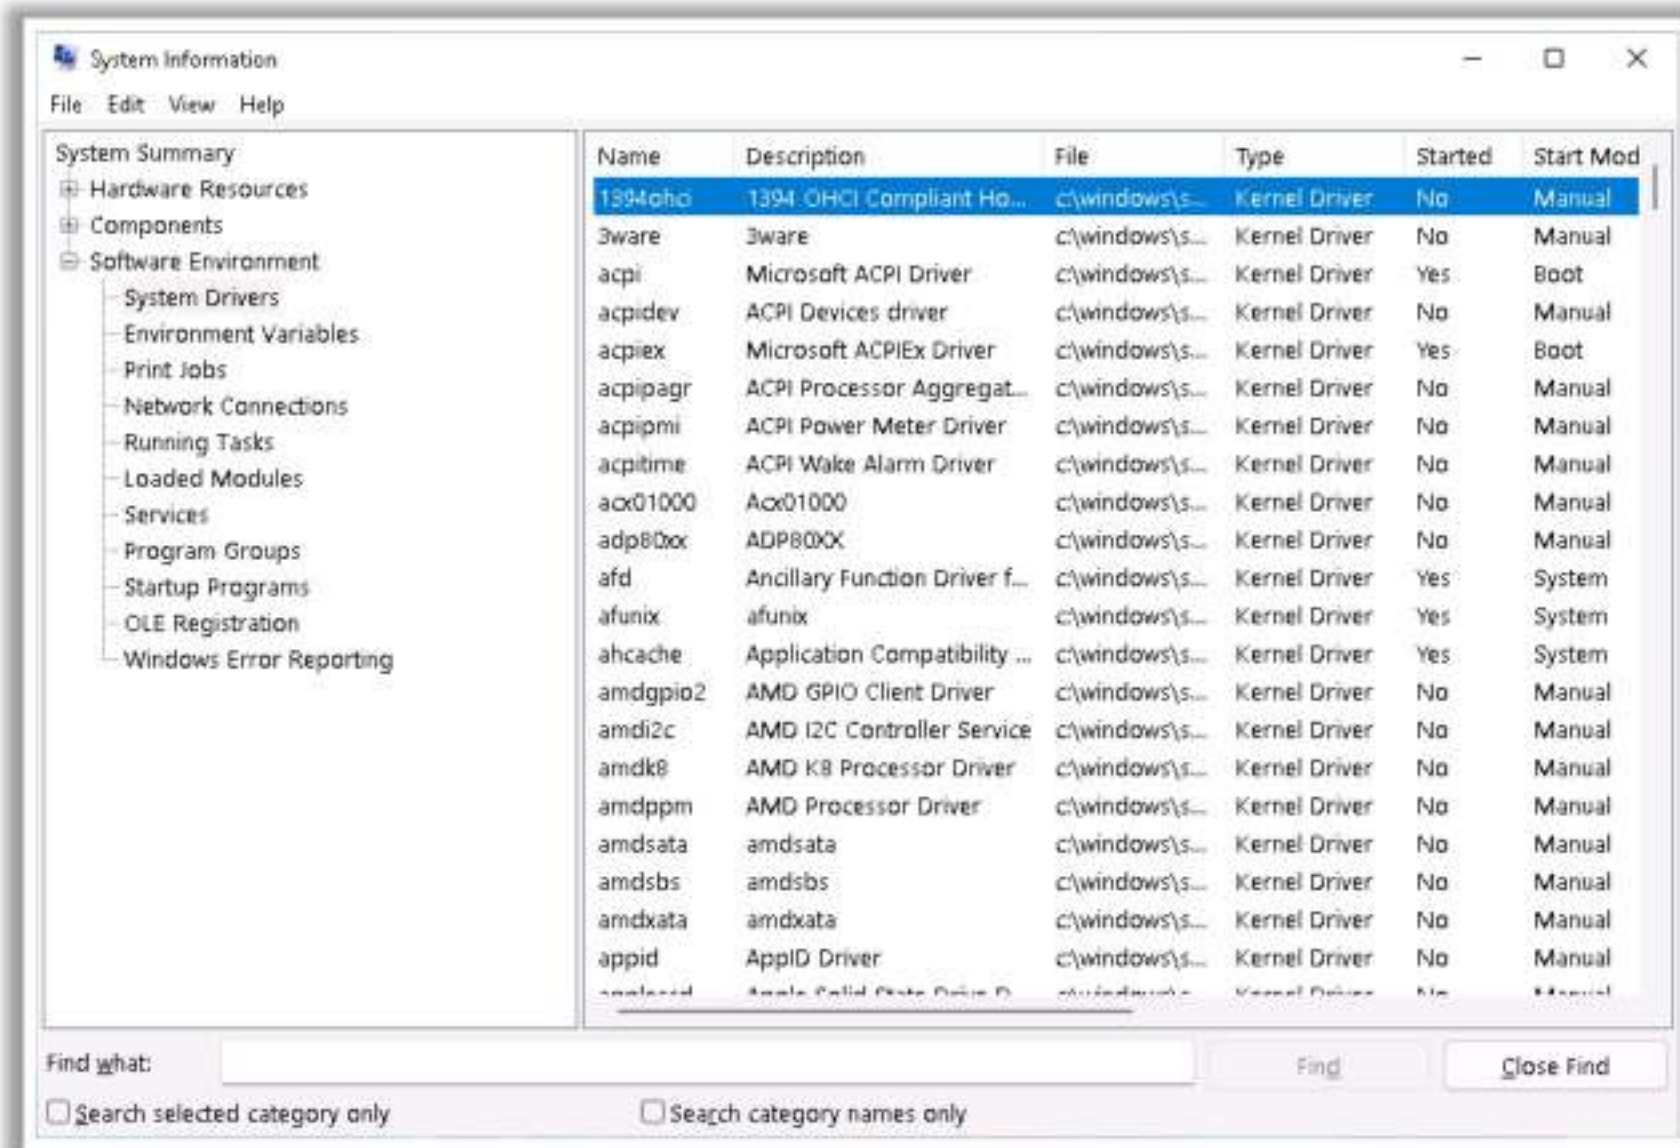 System Information
File Edit View Help
System Summary
Hardware Resources
Components
Software Environment
System Drivers
Environment Variables
Print Jobs
Network Connections
Running Tasks
Loaded Modules
Services
Program Groups
Startup Programs
OLE Registration
Windows Error Reporting
Name Description File Type Started Start Mod
1394ohci 1394 OHCI Compliant Ho... c:\windows\s... Kernel Driver No Manual
3ware 3ware c:\windows\s... Kernel Driver No Manual
acpi Microsoft ACPI Driver c:\windows\s... Kernel Driver Yes Boot
acpidev ACPI Devices driver c:\windows\s... Kernel Driver No Manual
acpiex Microsoft ACPIEx Driver c:\windows\s... Kernel Driver Yes Boot
acpipagr ACPI Processor Aggregat... c:\windows\s... Kernel Driver No Manual
acpipmi ACPI Power Meter Driver c:\windows\s... Kernel Driver No Manual
acpitime ACPI Wake Alarm Driver c:\windows\s... Kernel Driver No Manual
acx01000 Acx01000 c:\windows\s... Kernel Driver No Manual
adp80xx ADP80XX c:\windows\s... Kernel Driver No Manual
afd Ancillary Function Driver f... c:\windows\s... Kernel Driver Yes System
afunix afunix c:\windows\s... Kernel Driver Yes System
ahcache Application Compatibility ... c:\windows\s... Kernel Driver Yes System
amdgpio2 AMD GPIO Client Driver c:\windows\s... Kernel Driver No Manual
amdi2c AMD I2C Controller Service c:\windows\s... Kernel Driver No Manual
amdk8 AMD K8 Processor Driver c:\windows\s... Kernel Driver No Manual
amdppm AMD Processor Driver c:\windows\s... Kernel Driver No Manual
amdsata amdsata c:\windows\s... Kernel Driver No Manual
amdsbs amdsbs c:\windows\s... Kernel Driver No Manual
amdxata amdxata c:\windows\s... Kernel Driver No Manual
appid AppID Driver c:\windows\s... Kernel Driver No Manual
Apple Solid State Drive D Kernel Driver No Manual
Find what: Find Close Find
Search selected category only Search category names only